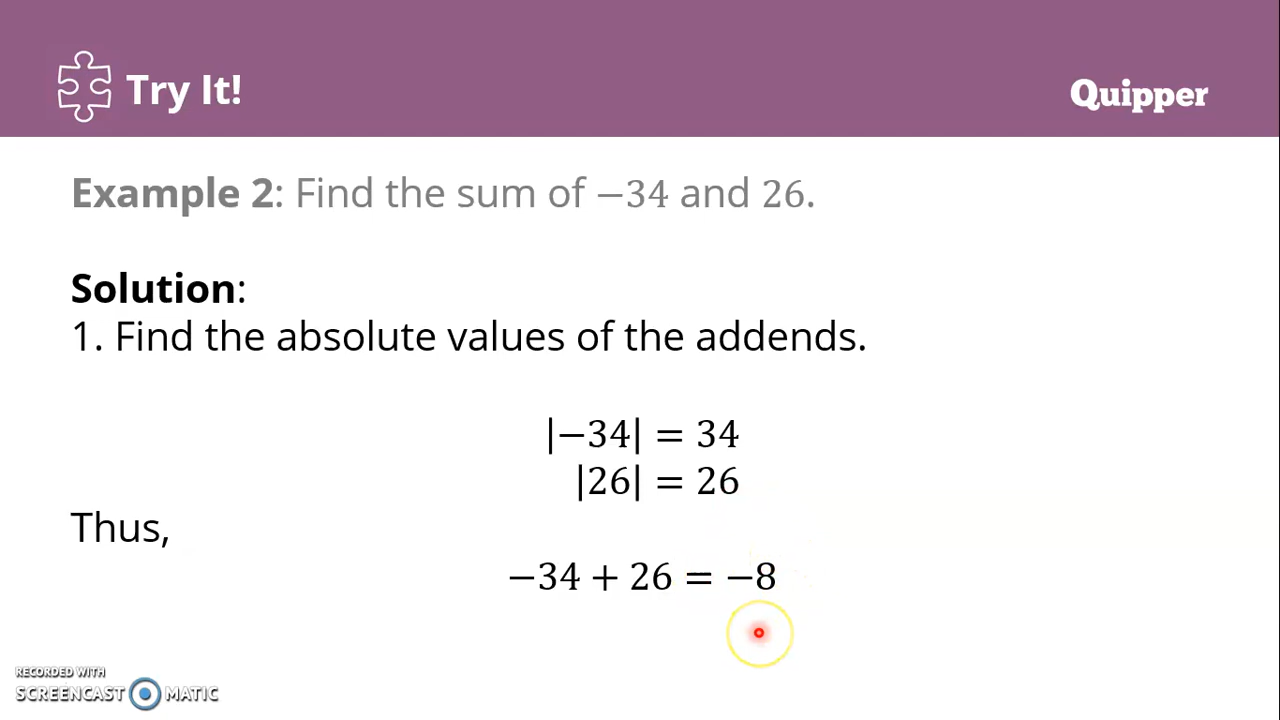 Try It!
Quipper
Example 2: Find the sum of −34 and 26.
Solution:
1. Find the absolute values of the addends.
|−34| = 34
|26| = 26
Thus,
−34 + 26 = −8
RECORDED WITH
SCREENCAST MATIC